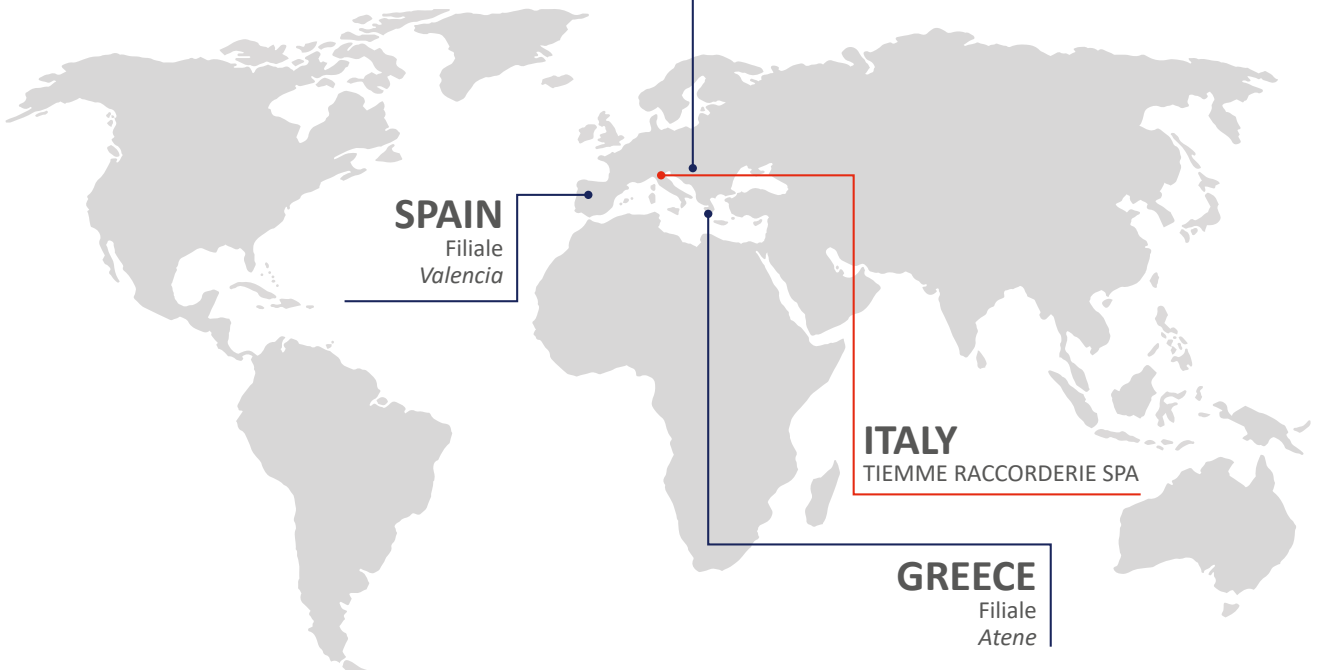 SPAIN
Filiale
Valencia
ITALY
TIEMME RACCORDERIE SPA
GREECE
Filiale
Atene